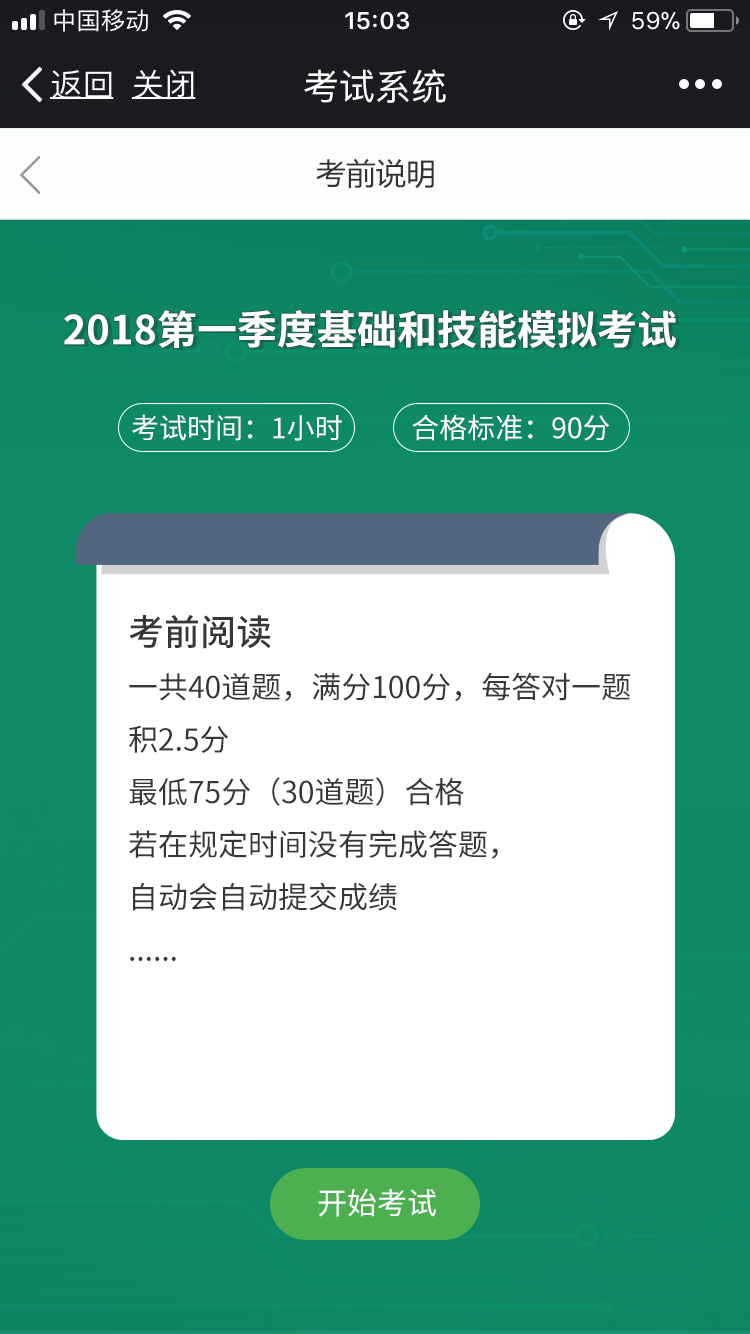 中国移动 15:03 59%
返回 关闭 考试系统
考前说明
2018第一季度基础和技能模拟考试
考试时间：1小时 合格标准：90分
考前阅读
一共40道题，满分100分，每答对一题
积2.5分
最低75分（30道题）合格
若在规定时间没有完成答题，
自动会自动提交成绩
......
开始考试